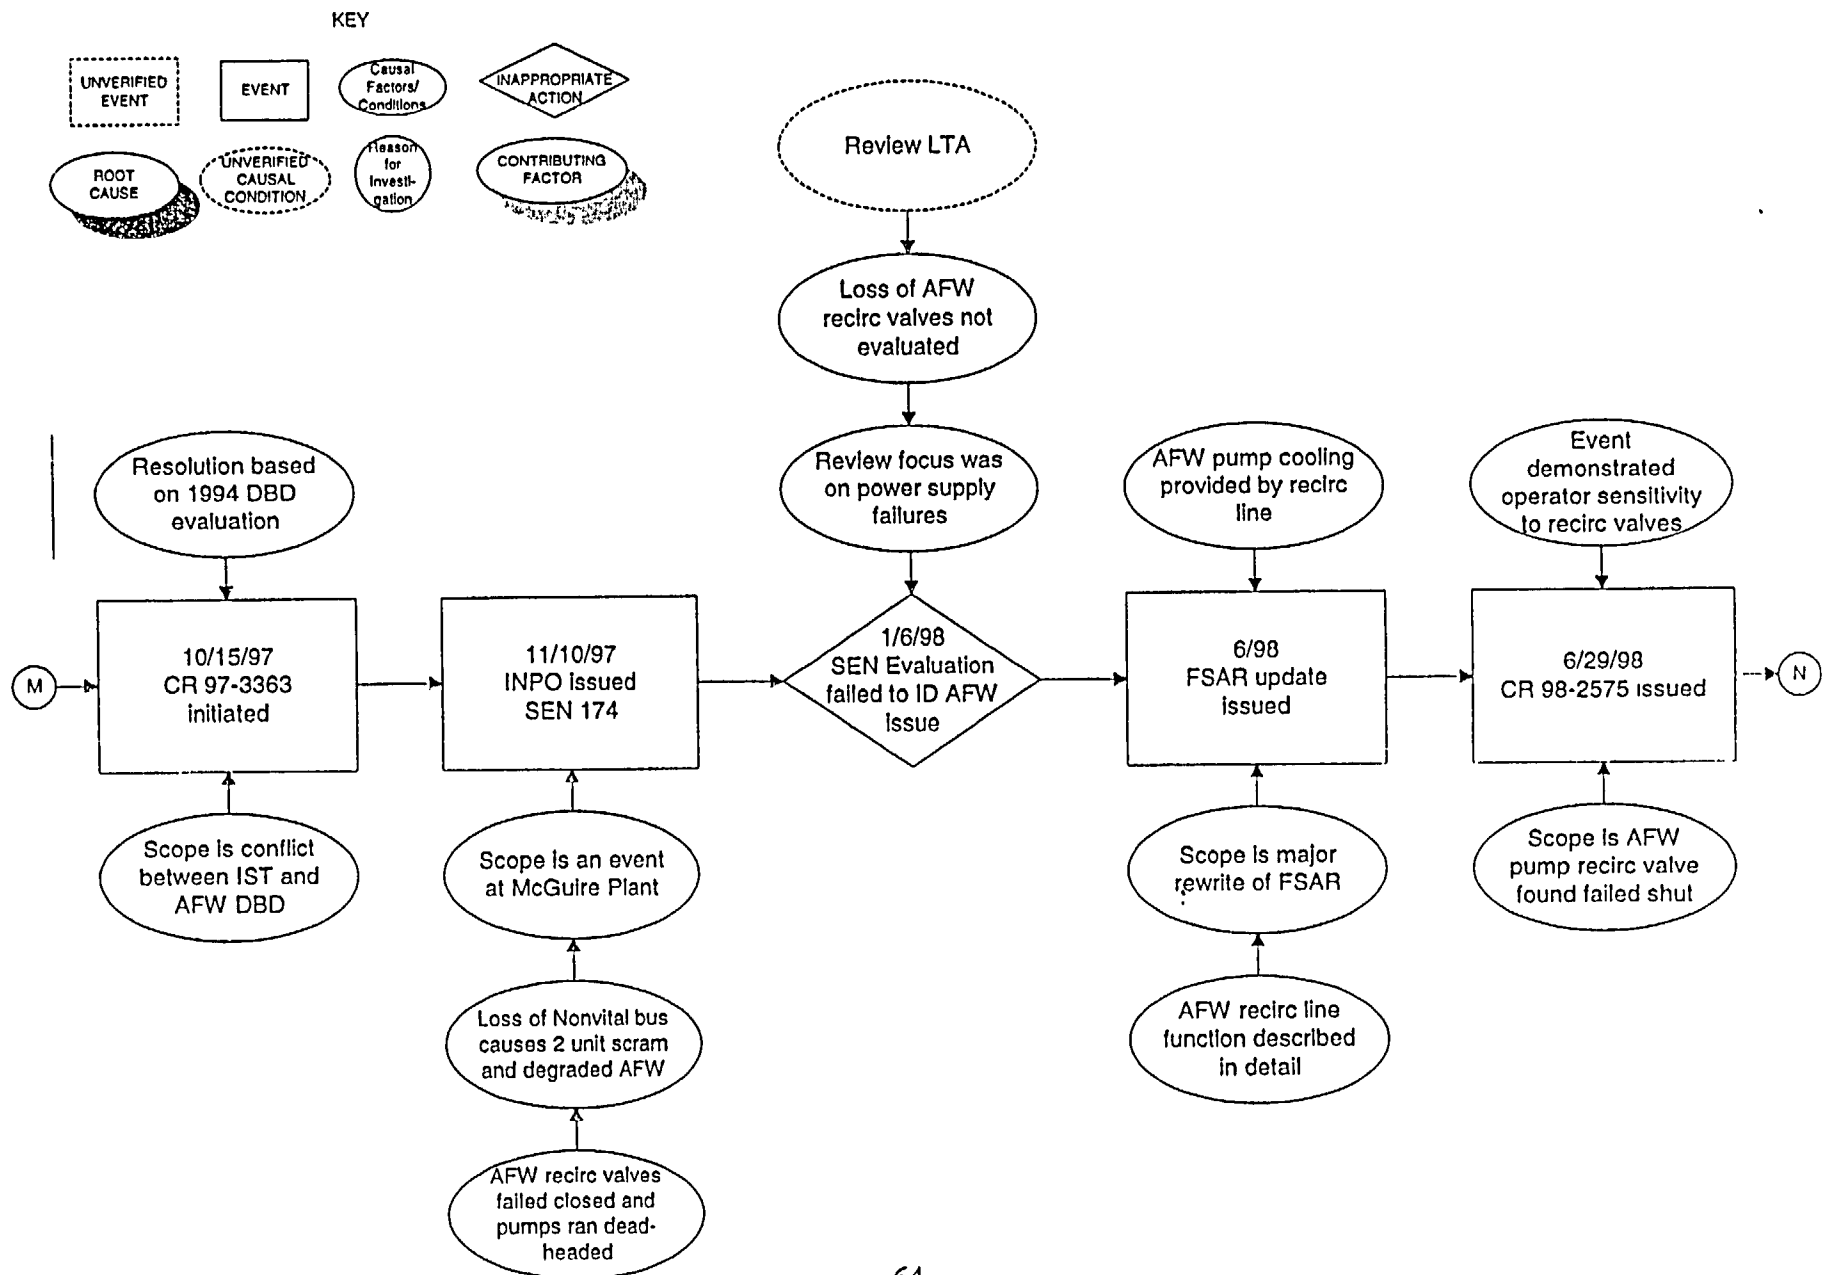 KEY
UNVERIFIED
EVENT
EVENT
Causal
Factors/
Conditions
INAPPROPRIATE
ACTION
ROOT
CAUSE
UNVERIFIED
CAUSAL
CONDITION
Reason
for
Investi-
gation
CONTRIBUTING
FACTOR
Review LTA
Loss of AFW
recirc valves not
evaluated
Resolution based
on 1994 DBD
evaluation
Review focus was
on power supply
failures
AFW pump cooling
provided by recirc
line
Event
demonstrated
operator sensitivity
to recirc valves
M
10/15/97
CR 97-3363
initiated
11/10/97
INPO issued
SEN 174
1/6/98
SEN Evaluation
failed to ID AFW
issue
6/98
FSAR update
issued
6/29/98
CR 98-2575 issued
N
Scope is conflict
between IST and
AFW DBD
Scope is an event
at McGuire Plant
Scope is major
rewrite of FSAR
Scope is AFW
pump recirc valve
found failed shut
Loss of Nonvital bus
causes 2 unit scram
and degraded AFW
AFW recirc line
function described
in detail
AFW recirc valves
failed closed and
pumps ran dead-
headed